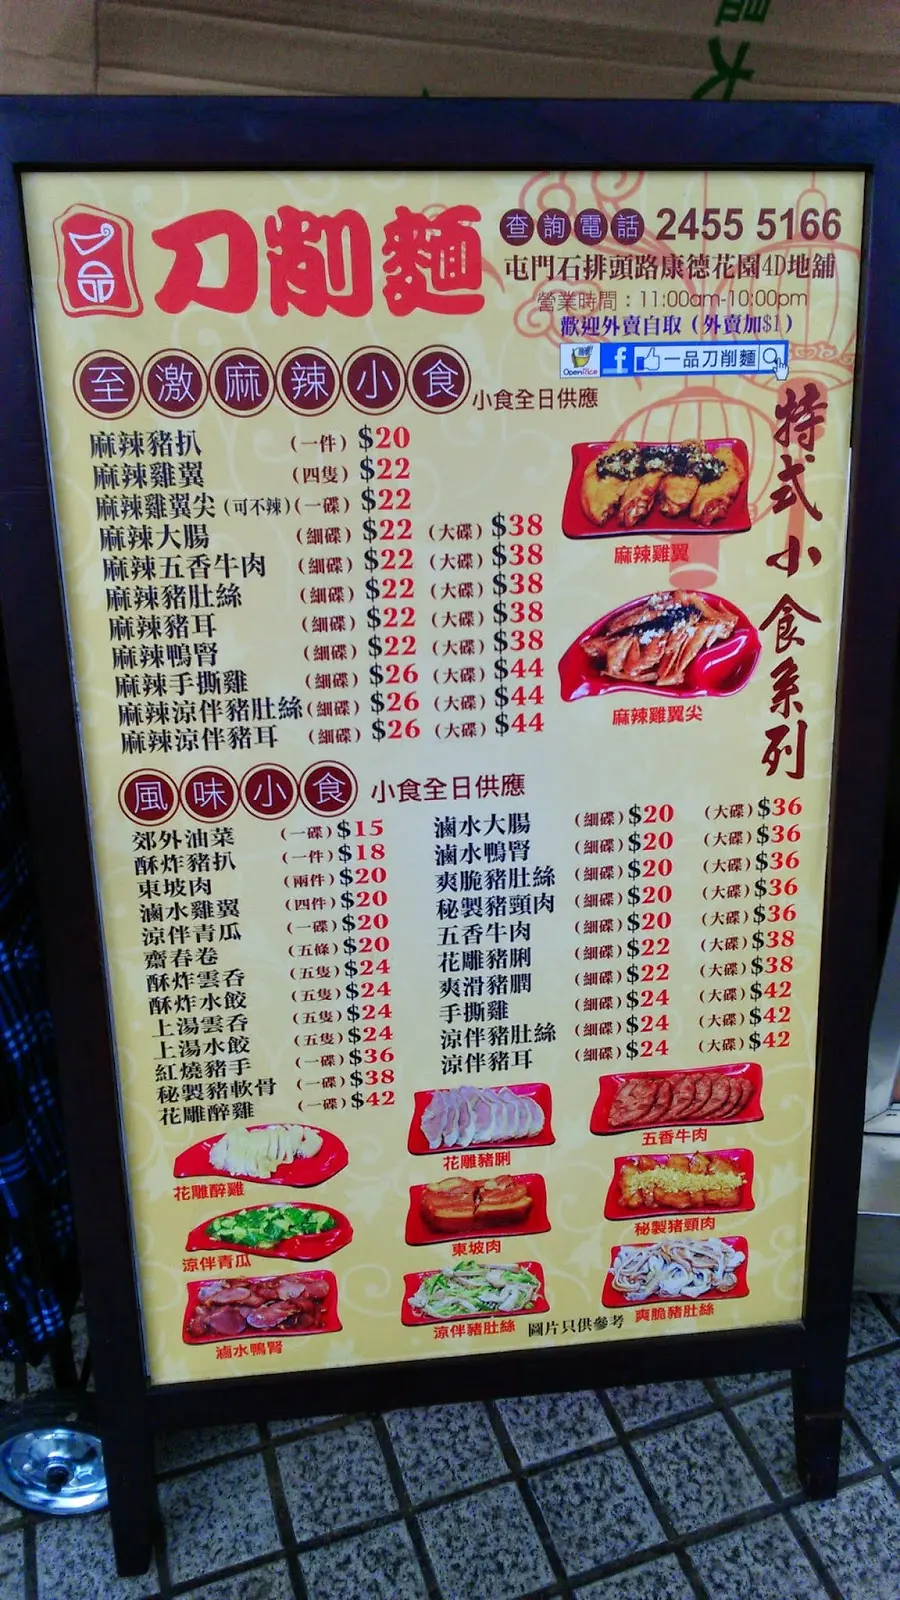 一品
刀削麵
查詢電話 2455 5166
屯門石排頭路康德花園4D地舖
營業時間：11:00am-10:00pm
歡迎外賣自取（外賣加$1）
OpenRice f 一品刀削麵
特式小食系列
至激麻辣小食 小食全日供應
麻辣豬扒 （一件）$20
麻辣雞翼 （四隻）$22
麻辣雞翼尖（可不辣）（一碟）$22
麻辣大腸 （細碟）$22 （大碟）$38
麻辣五香牛肉 （細碟）$22 （大碟）$38
麻辣豬肚絲 （細碟）$22 （大碟）$38
麻辣豬耳 （細碟）$22 （大碟）$38
麻辣鴨腎 （細碟）$22 （大碟）$38
麻辣手撕雞 （細碟）$26 （大碟）$44
麻辣涼伴豬肚絲（細碟）$26 （大碟）$44
麻辣涼伴豬耳 （細碟）$26 （大碟）$44
麻辣雞翼
麻辣雞翼尖
風味小食 小食全日供應
郊外油菜 （一碟）$15
酥炸豬扒 （一件）$18
東坡肉 （兩件）$20
滷水雞翼 （四件）$20
涼伴青瓜 （一碟）$20
齋春卷 （五條）$20
酥炸雲呑 （五隻）$24
酥炸水餃 （五隻）$24
上湯雲呑 （五隻）$24
上湯水餃 （五隻）$24
紅燒豬手 （一碟）$36
秘製豬軟骨 （一碟）$38
花雕醉雞 （一碟）$42
滷水大腸 （細碟）$20 （大碟）$36
滷水鴨腎 （細碟）$20 （大碟）$36
爽脆豬肚絲 （細碟）$20 （大碟）$36
秘製豬頸肉 （細碟）$20 （大碟）$36
五香牛肉 （細碟）$20 （大碟）$36
花雕豬脷 （細碟）$22 （大碟）$38
爽滑豬膶 （細碟）$22 （大碟）$38
手撕雞 （細碟）$24 （大碟）$42
涼伴豬肚絲 （細碟）$24 （大碟）$42
涼伴豬耳 （細碟）$24 （大碟）$42
花雕醉雞
花雕豬脷
五香牛肉
涼伴青瓜
東坡肉
秘製豬頸肉
滷水鴨腎
涼伴豬肚絲
爽脆豬肚絲
圖片只供參考